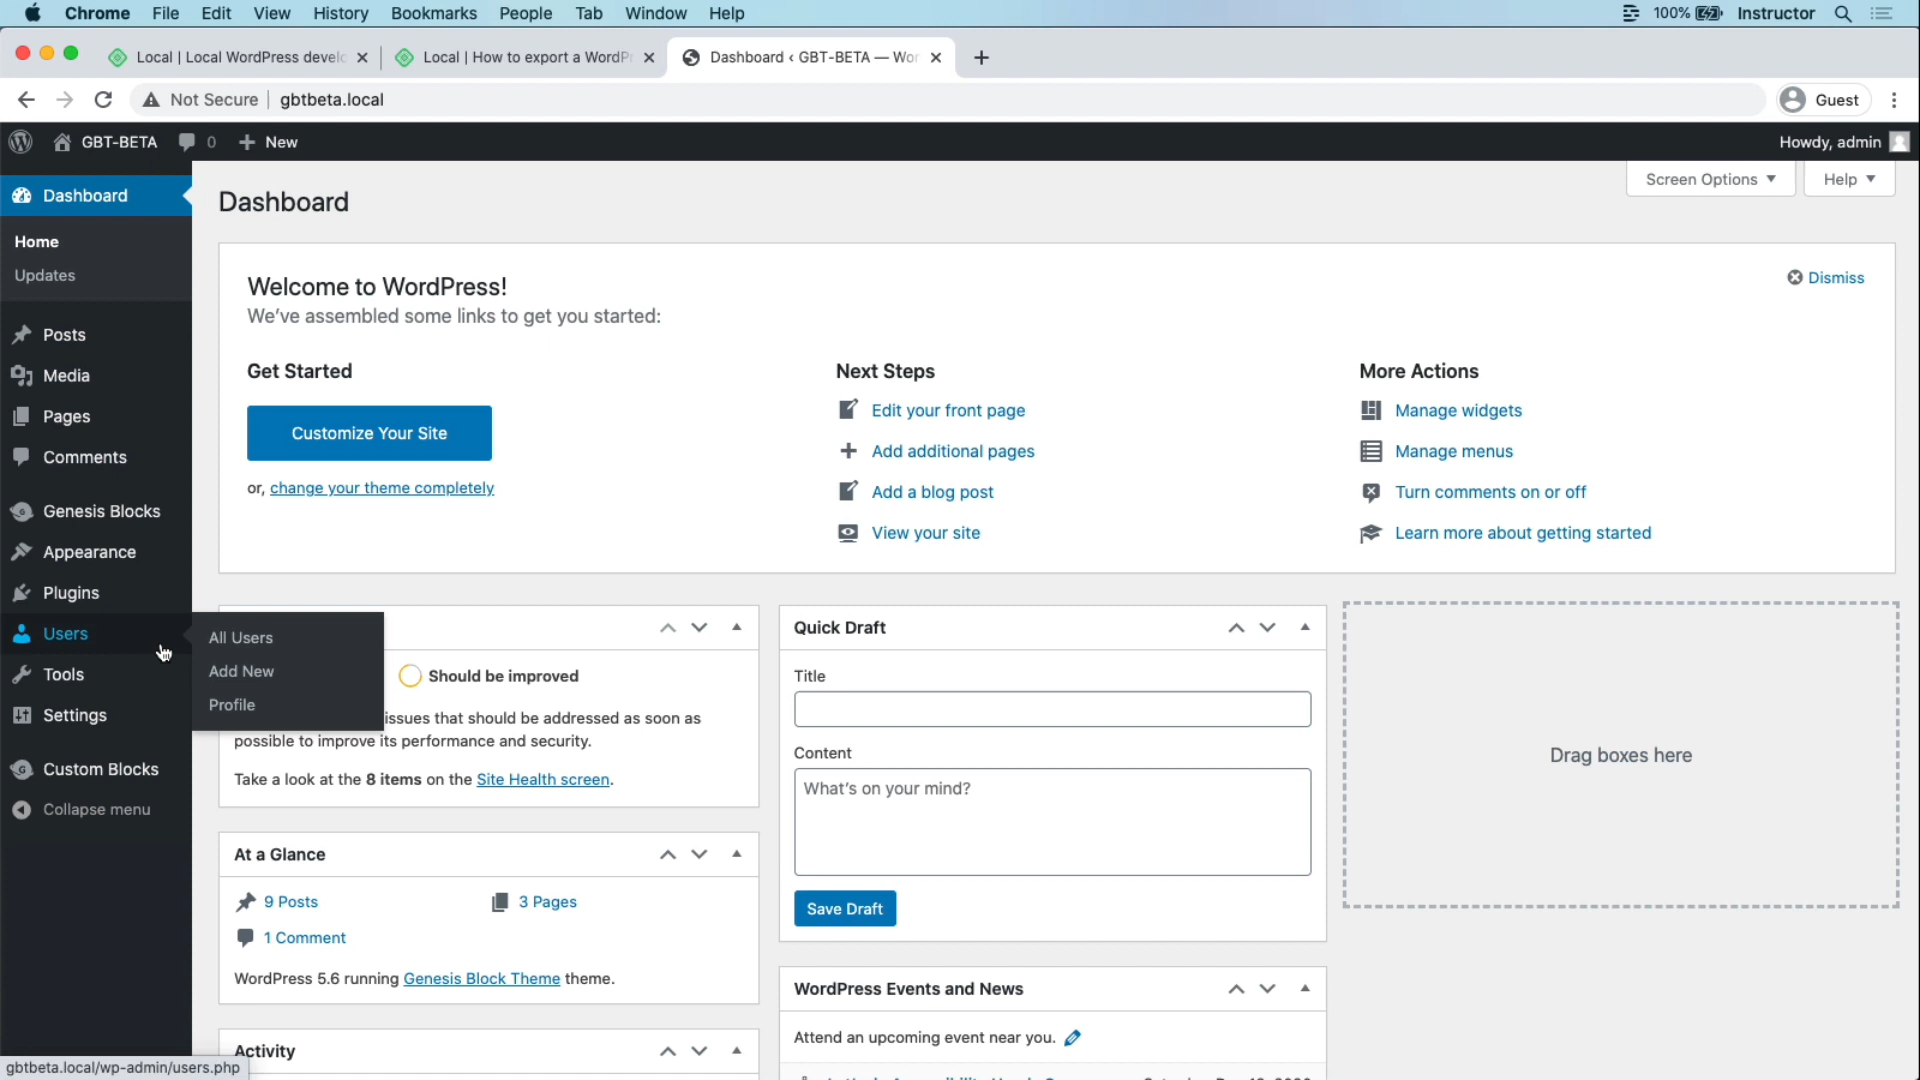 Chrome File Edit View History Bookmarks People Tab Window Help 100% Instructor
Local | Local WordPress devel Local | How to export a WordPr Dashboard ‹ GBT-BETA — Wor
Not Secure gbtbeta.local Guest
GBT-BETA 0 New Howdy, admin
Dashboard
Home
Updates
Posts
Media
Pages
Comments
Genesis Blocks
Appearance
Plugins
Users
Tools
Settings
Custom Blocks
Collapse menu
All Users
Add New
Profile
Screen Options Help
Dashboard
Welcome to WordPress!
Dismiss
We've assembled some links to get you started:
Get Started
Customize Your Site
or, change your theme completely
Next Steps
Edit your front page
Add additional pages
Add a blog post
View your site
More Actions
Manage widgets
Manage menus
Turn comments on or off
Learn more about getting started
Should be improved
issues that should be addressed as soon as
possible to improve its performance and security.
Take a look at the 8 items on the Site Health screen.
At a Glance
9 Posts 3 Pages
1 Comment
WordPress 5.6 running Genesis Block Theme theme.
Activity
Quick Draft
Title
Content
What's on your mind?
Save Draft
WordPress Events and News
Attend an upcoming event near you.
Drag boxes here
gbtbeta.local/wp-admin/users.php